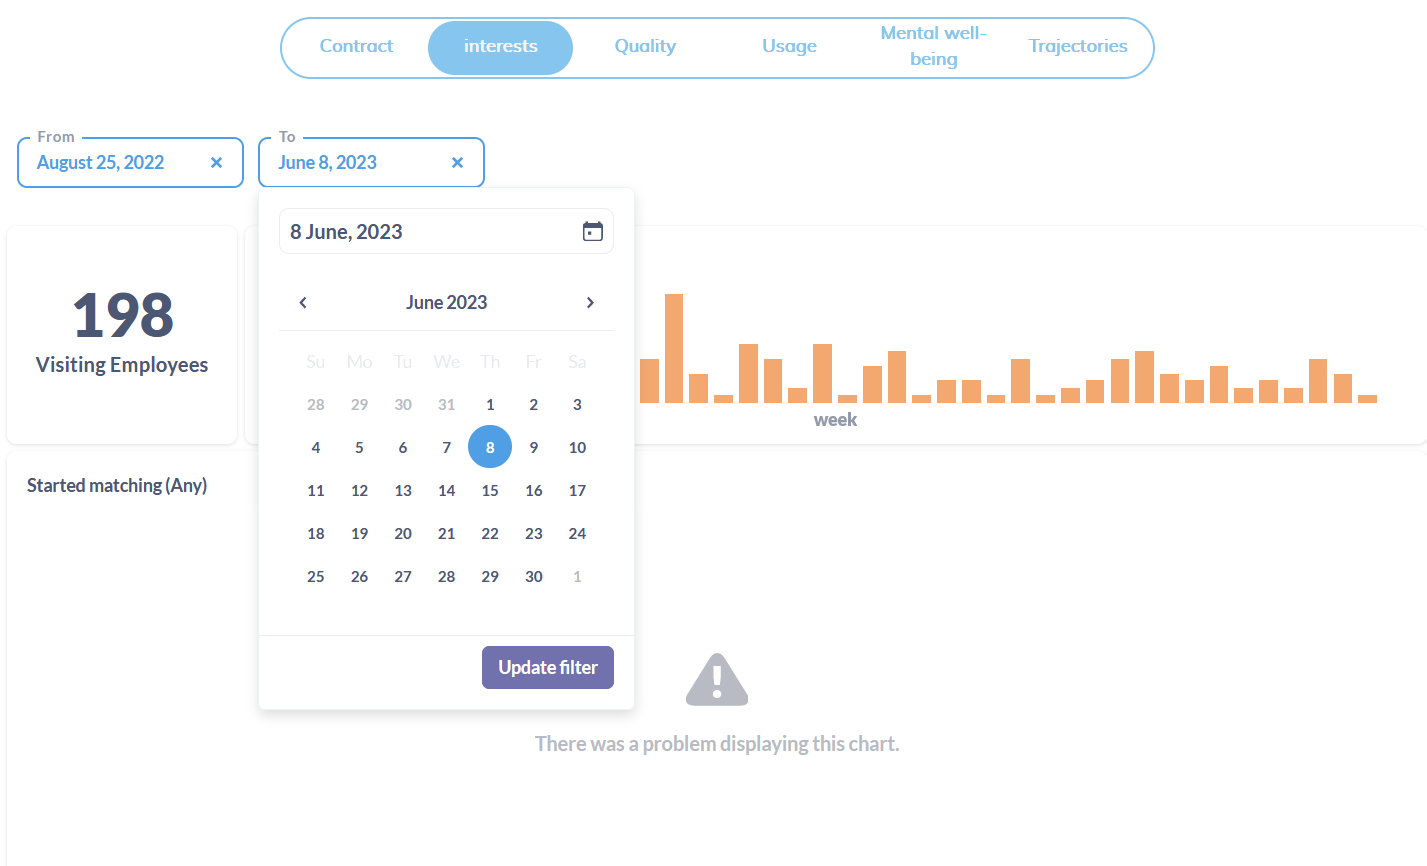 Contract
interests
Quality
Usage
Mental well-
being
Trajectories
From
August 25, 2022
To
June 8, 2023
8 June, 2023
June 2023
Su Mo Tu We Th Fr Sa
28 29 30 31 1 2 3
4 5 6 7 8 9 10
11 12 13 14 15 16 17
18 19 20 21 22 23 24
25 26 27 28 29 30 1
Update filter
198
Visiting Employees
week
Started matching (Any)
There was a problem displaying this chart.